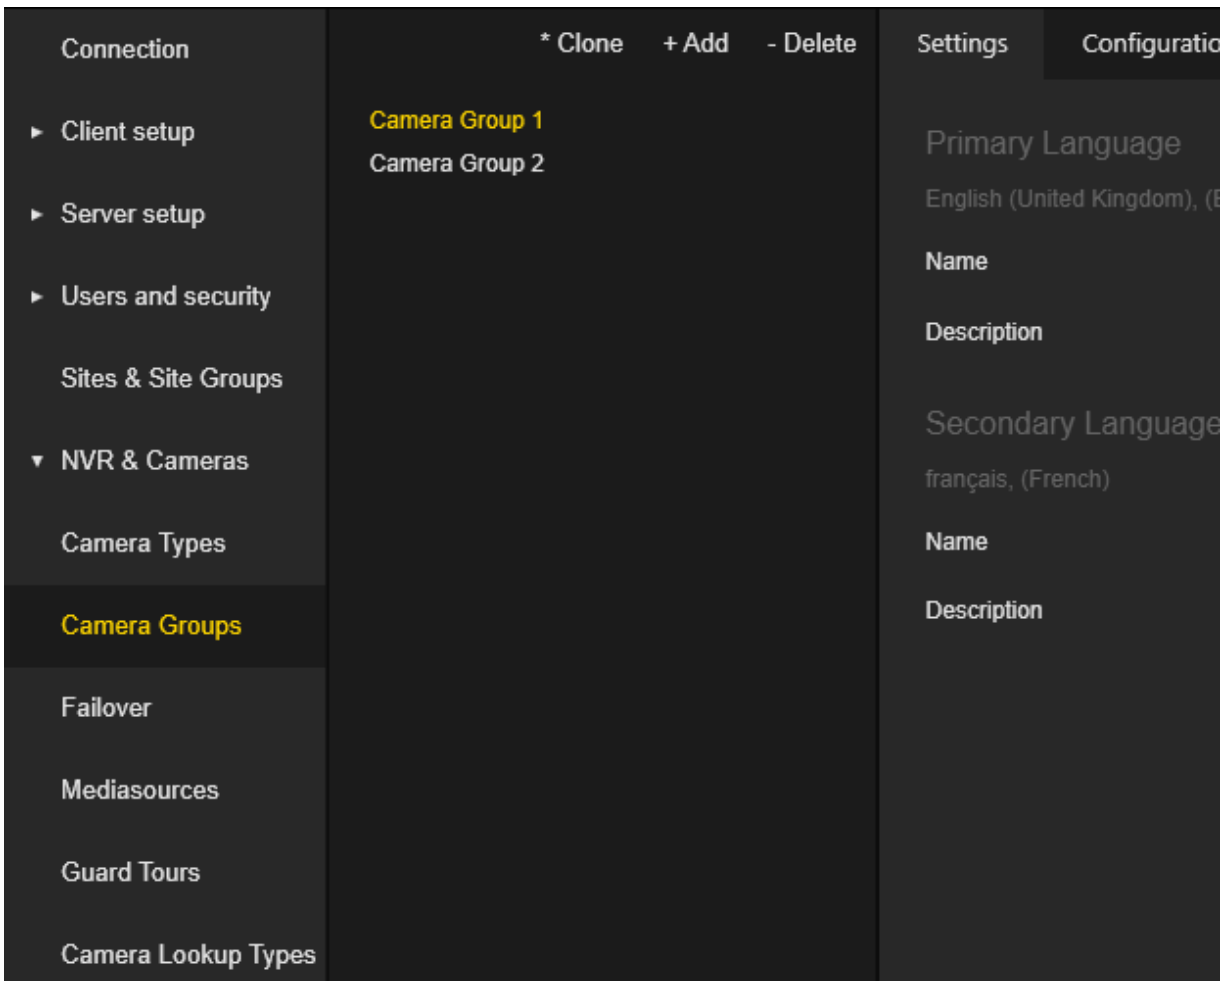 Connection
► Client setup
► Server setup
► Users and security
Sites & Site Groups
▼ NVR & Cameras
Camera Types
Camera Groups
Failover
Mediasources
Guard Tours
Camera Lookup Types
* Clone + Add - Delete
Camera Group 1
Camera Group 2
Settings
Primary Language
English (United Kingdom),
Name
Description
Secondary Language
français, (French)
Name
Description